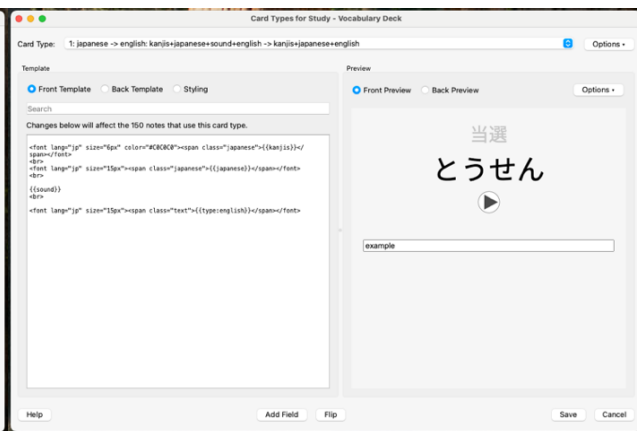 Card Types for Study - Vocabulary Deck
Card Type: 1: japanese -> english: kanjis+japanese+sound+english -> kanjis+japanese+english Options
Template
Front Template Back Template Styling
Search
Changes below will affect the 150 notes that use this card type.
<font lang="jp" size="6px" color="#C0C0C0"><span class="japanese">{{kanjis}}</
span></font>
<br>
<font lang="jp" size="15px"><span class="japanese">{{japanese}}</span></font>
<br>
{{sound}}
<br>
<font lang="jp" size="15px"><span class="text">{{type:english}}</span></font>
Preview
Front Preview Back Preview Options
当選
とうせん
example
Help Add Field Flip Save Cancel